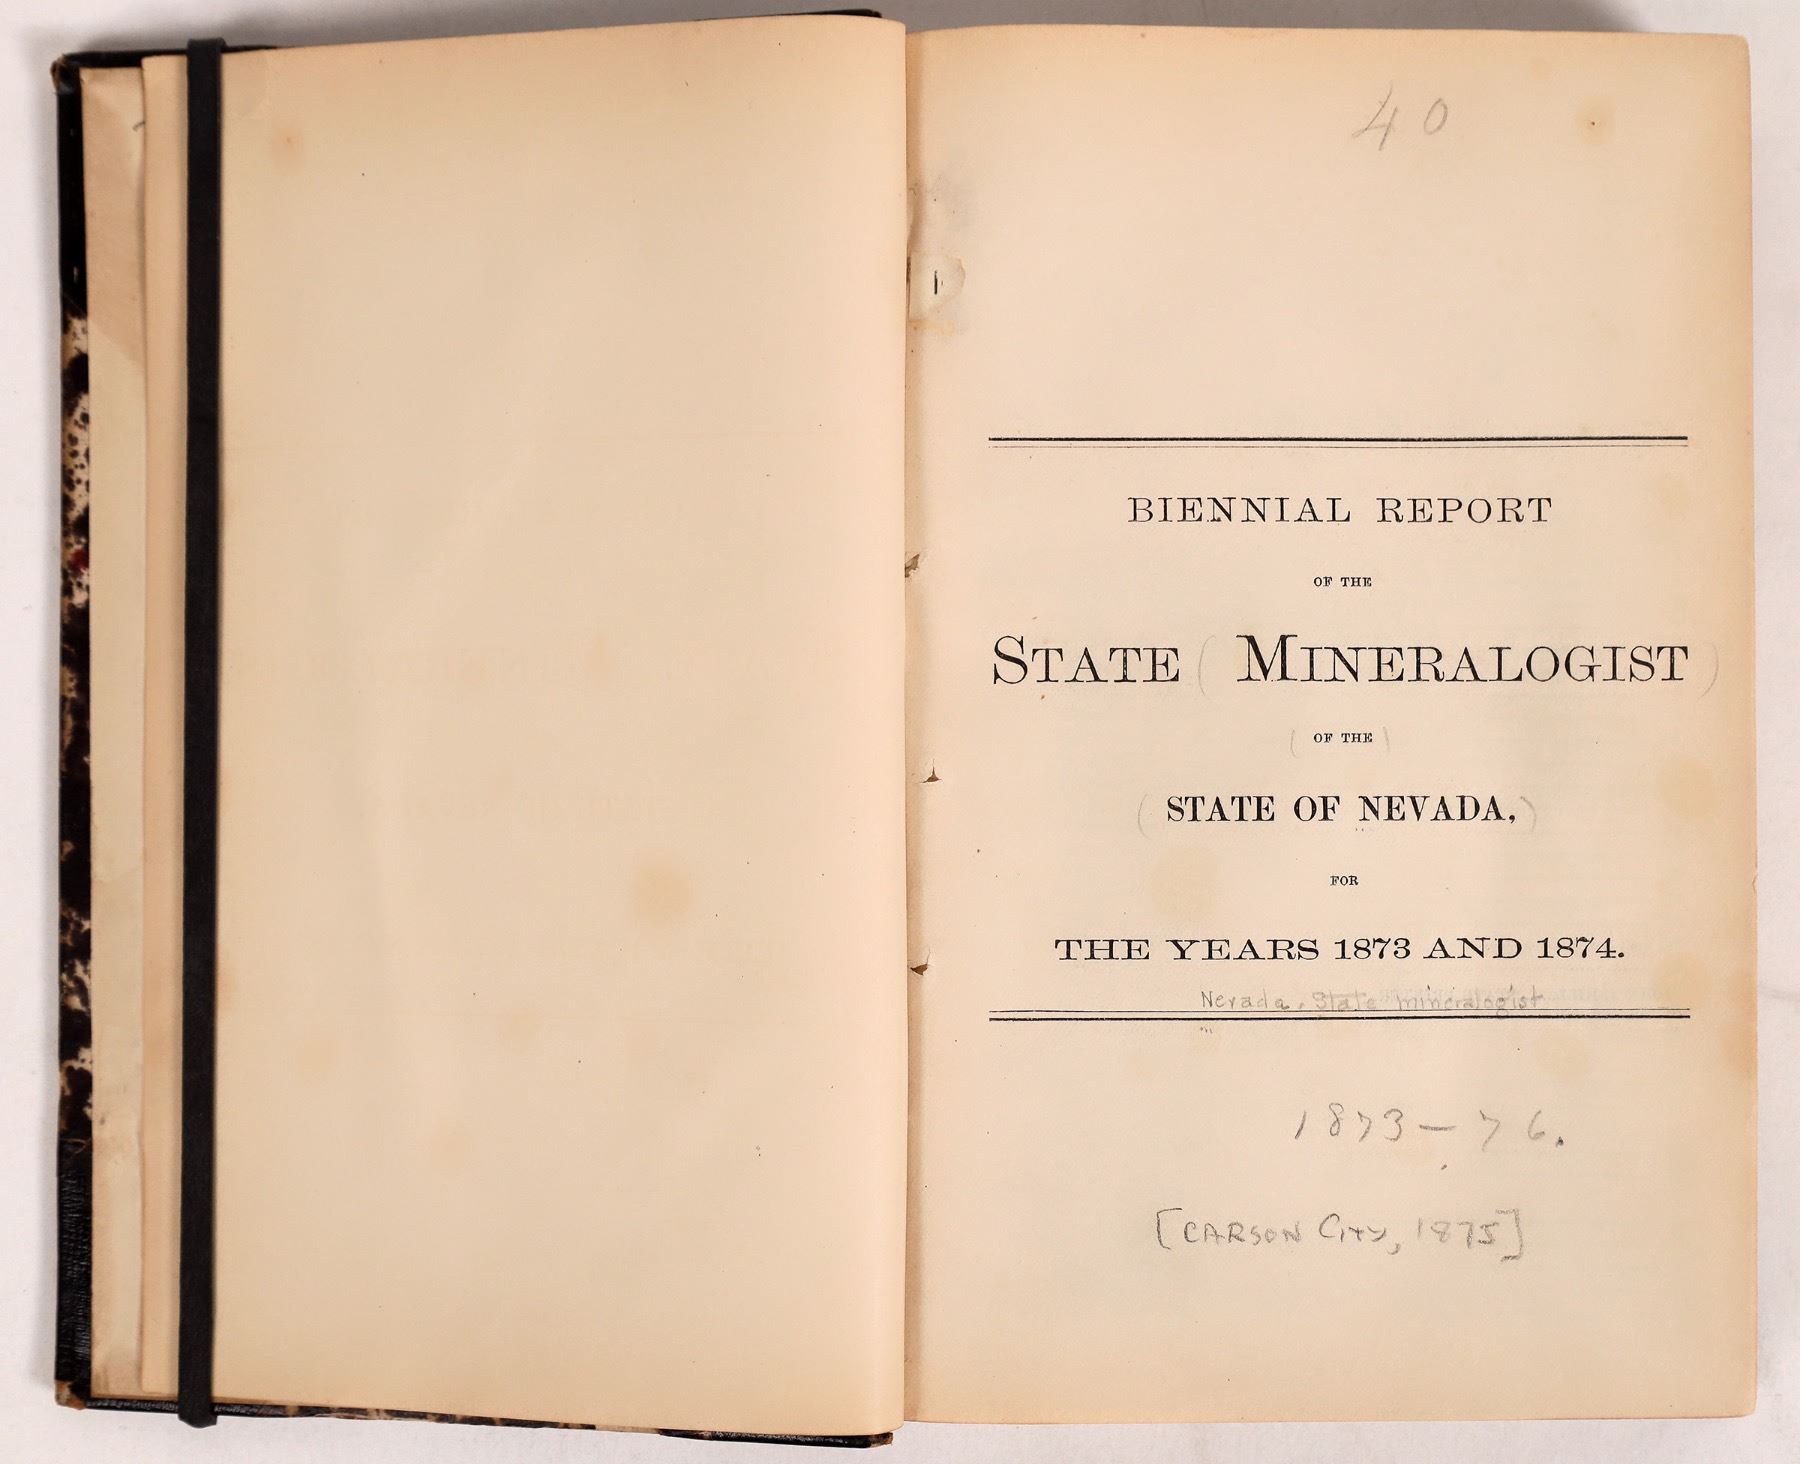 40
BIENNIAL REPORT
OF THE
STATE ( MINERALOGIST )
( OF THE )
( STATE OF NEVADA, )
FOR
THE YEARS 1873 AND 1874.
Nevada. State mineralogist
1873-76.
[CARSON CITY, 1875]